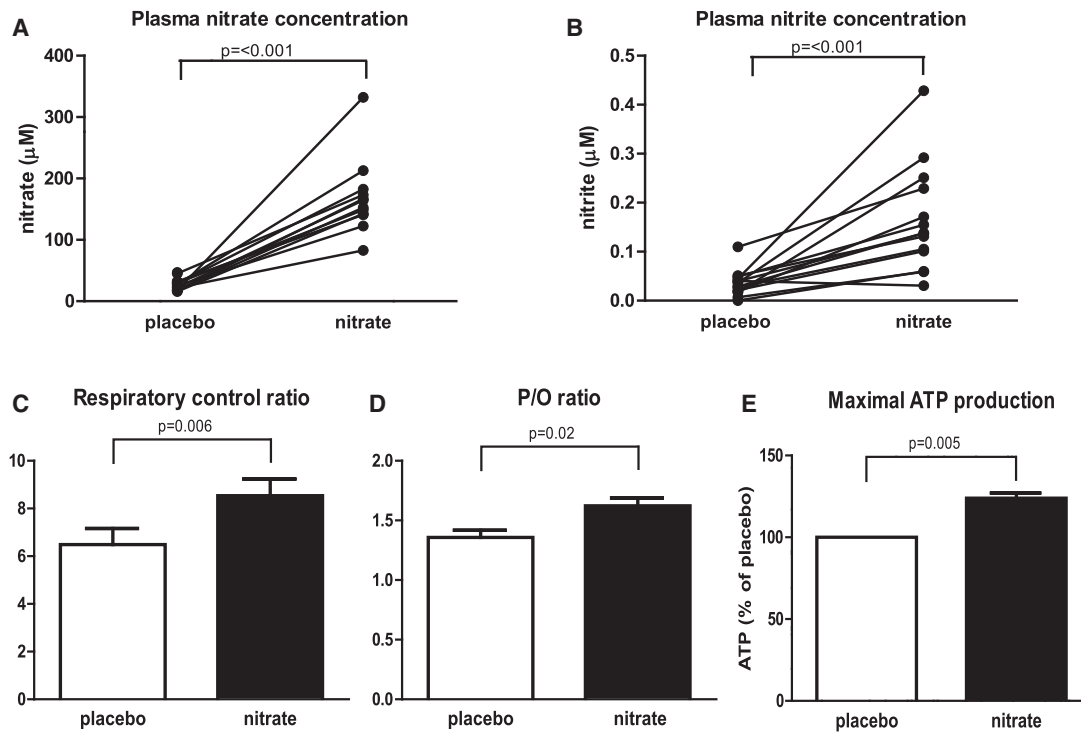 A
Plasma nitrate concentration
p=<0.001
400
300
200
100
0
nitrate (μM)
placebo
nitrate
B
Plasma nitrite concentration
p=<0.001
0.5
0.4
0.3
0.2
0.1
0.0
nitrite (μM)
placebo
nitrate
C
Respiratory control ratio
p=0.006
10
8
6
4
2
0
placebo
nitrate
D
P/O ratio
p=0.02
2.0
1.5
1.0
0.5
0.0
placebo
nitrate
E
Maximal ATP production
p=0.005
150
100
50
0
ATP (% of placebo)
placebo
nitrate